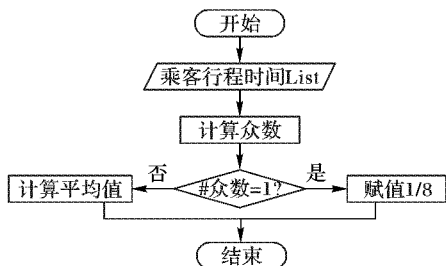 开始
乘客行程时间List
计算众数
否
是
计算平均值
#众数=1?
赋值1/8
结束